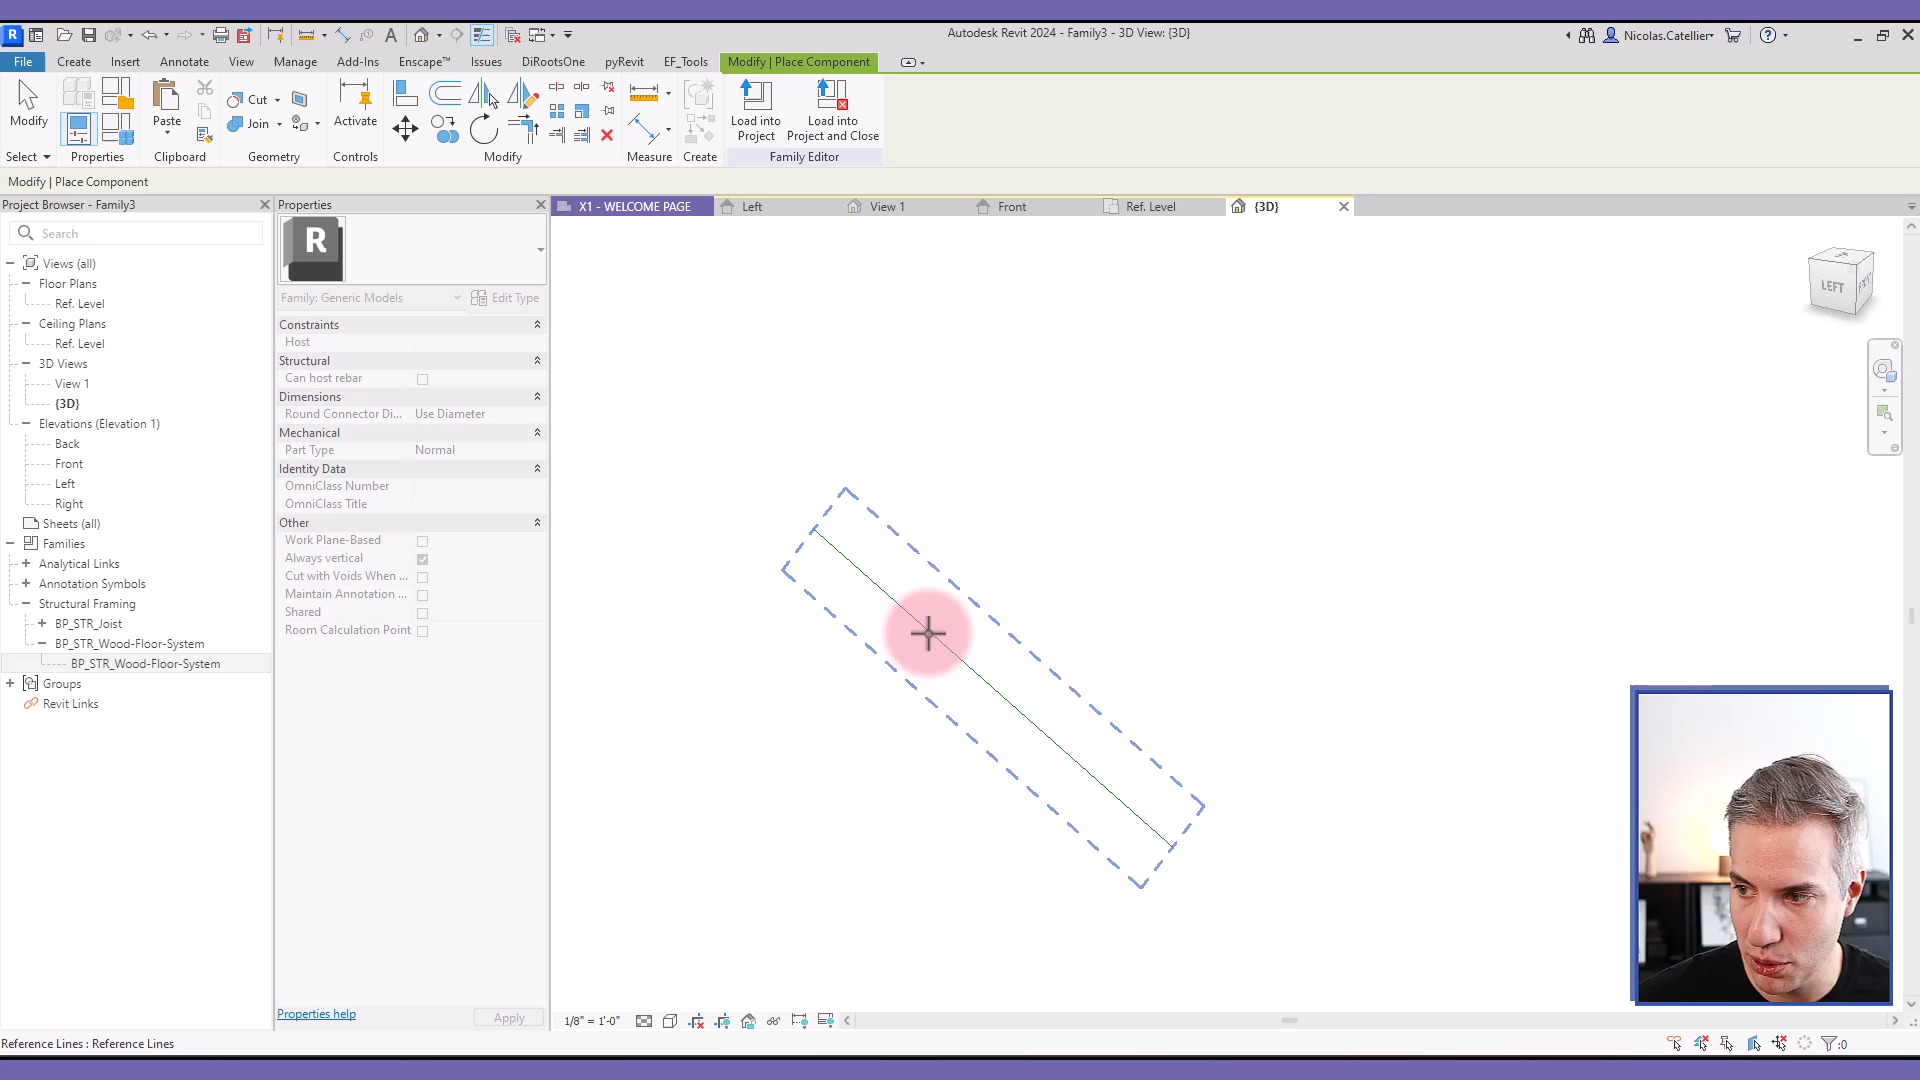 Autodesk Revit 2024 - Family3 - 3D View: {3D}
Nicolas.Catellier
File
Create
Insert
Annotate
View
Manage
Add-Ins
Enscape™
Issues
DiRootsOne
pyRevit
EF_Tools
Modify | Place Component
Modify
Paste
Cut
Join
Activate
Load into
Project
Load into
Project and Close
Select
Properties
Clipboard
Geometry
Controls
Modify
Measure
Create
Family Editor
Modify | Place Component
Project Browser - Family3
Search
Views (all)
Floor Plans
Ref. Level
Ceiling Plans
Ref. Level
3D Views
View 1
{3D}
Elevations (Elevation 1)
Back
Front
Left
Right
Sheets (all)
Families
Analytical Links
Annotation Symbols
Structural Framing
BP_STR_Joist
BP_STR_Wood-Floor-System
BP_STR_Wood-Floor-System
Groups
Revit Links
Properties
R
Family: Generic Models
Edit Type
Constraints
Host
Structural
Can host rebar
Dimensions
Round Connector Di... Use Diameter
Mechanical
Part Type Normal
Identity Data
OmniClass Number
OmniClass Title
Other
Work Plane-Based
Always vertical
Cut with Voids When ...
Maintain Annotation ...
Shared
Room Calculation Point
Properties help
Apply
X1 - WELCOME PAGE
Left
View 1
Front
Ref. Level
{3D}
LEFT
1/8" = 1'-0"
Reference Lines : Reference Lines
:0